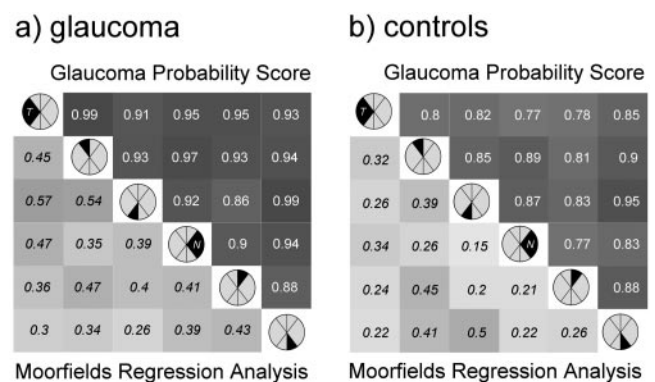 a) glaucoma
Glaucoma Probability Score
T 0.99 0.91 0.95 0.95 0.93
0.45 0.93 0.97 0.93 0.94
0.57 0.54 0.92 0.86 0.99
0.47 0.35 0.39 N 0.9 0.94
0.36 0.47 0.4 0.41 0.88
0.3 0.34 0.26 0.39 0.43
Moorfields Regression Analysis
b) controls
Glaucoma Probability Score
T 0.8 0.82 0.77 0.78 0.85
0.32 0.85 0.89 0.81 0.9
0.26 0.39 0.87 0.83 0.95
0.34 0.26 0.15 N 0.77 0.83
0.24 0.45 0.2 0.21 0.88
0.22 0.41 0.5 0.22 0.26
Moorfields Regression Analysis